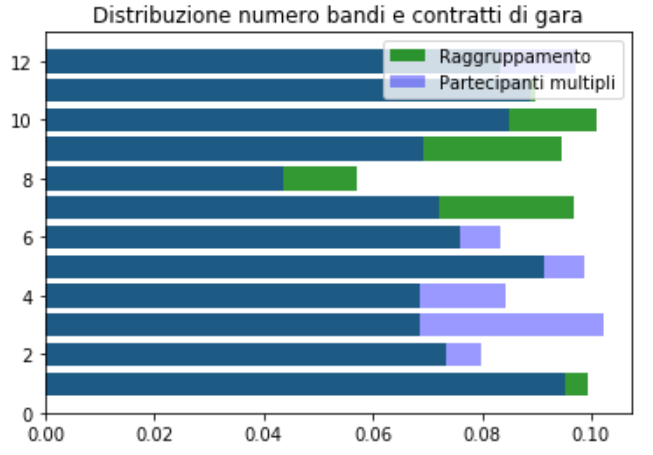 Distribuzione numero bandi e contratti di gara
Raggruppamento
Partecipanti multipli
12
10
8
6
4
2
0
0.00 0.02 0.04 0.06 0.08 0.10